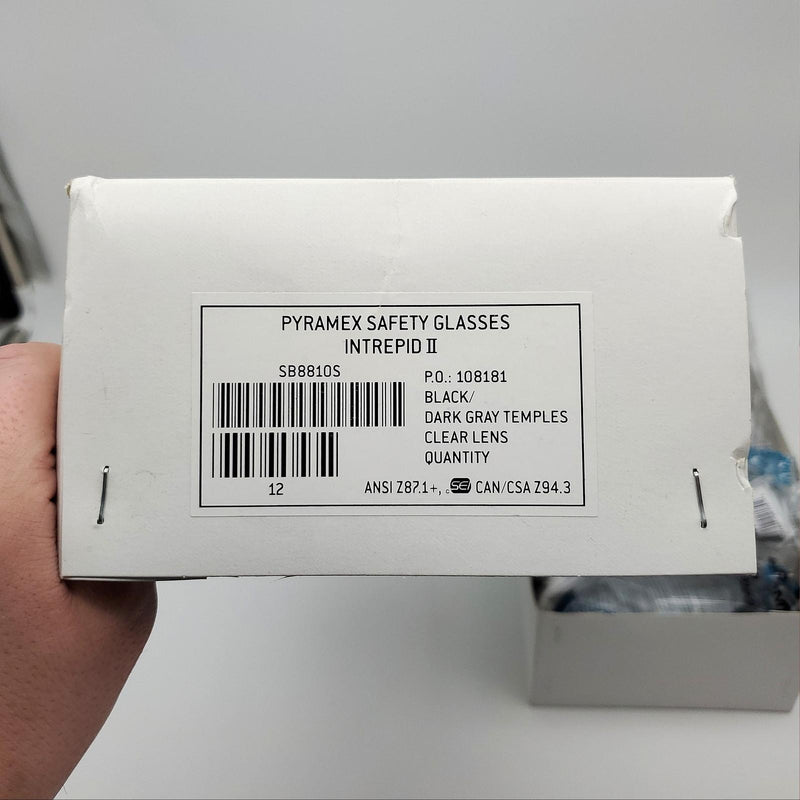 PYRAMEX SAFETY GLASSES
INTREPID II
SB8810S
P.O.: 108181
BLACK/
DARK GRAY TEMPLES
CLEAR LENS
QUANTITY
12
ANSI Z87.1+, c SEI CAN/CSA Z94.3